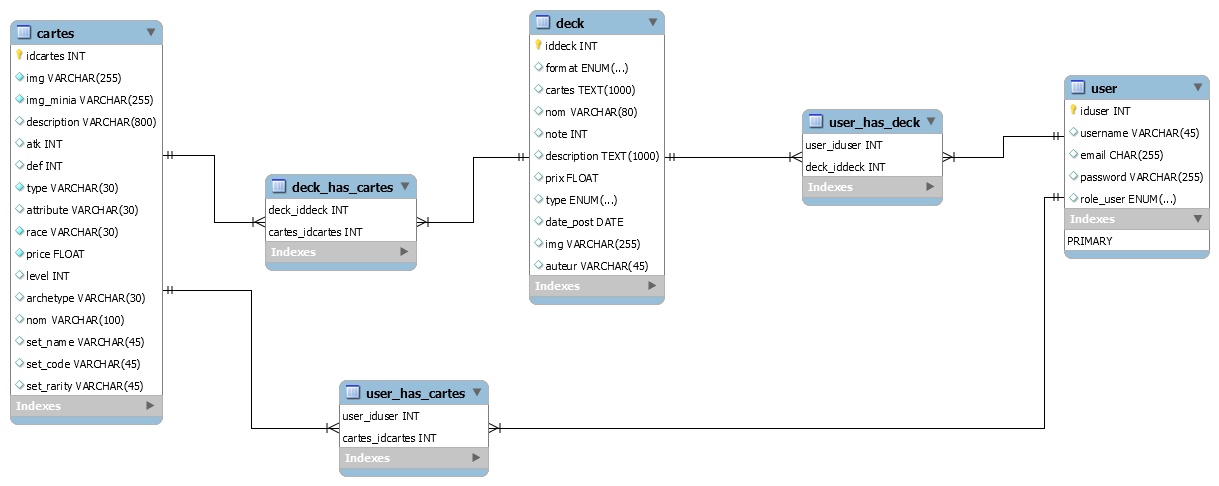 cartes
idcartes INT
img VARCHAR(255)
img_minia VARCHAR(255)
description VARCHAR(800)
atk INT
def INT
type VARCHAR(30)
attribute VARCHAR(30)
race VARCHAR(30)
price FLOAT
level INT
archetype VARCHAR(30)
nom VARCHAR(100)
set_name VARCHAR(45)
set_code VARCHAR(45)
set_rarity VARCHAR(45)
Indexes
deck_has_cartes
deck_iddeck INT
cartes_idcartes INT
Indexes
deck
iddeck INT
format ENUM(...)
cartes TEXT(1000)
nom VARCHAR(80)
note INT
description TEXT(1000)
prix FLOAT
type ENUM(...)
date_post DATE
img VARCHAR(255)
auteur VARCHAR(45)
Indexes
user_has_deck
user_iduser INT
deck_iddeck INT
Indexes
user
iduser INT
username VARCHAR(45)
email CHAR(255)
password VARCHAR(255)
role_user ENUM(...)
Indexes
PRIMARY
user_has_cartes
user_iduser INT
cartes_idcartes INT
Indexes